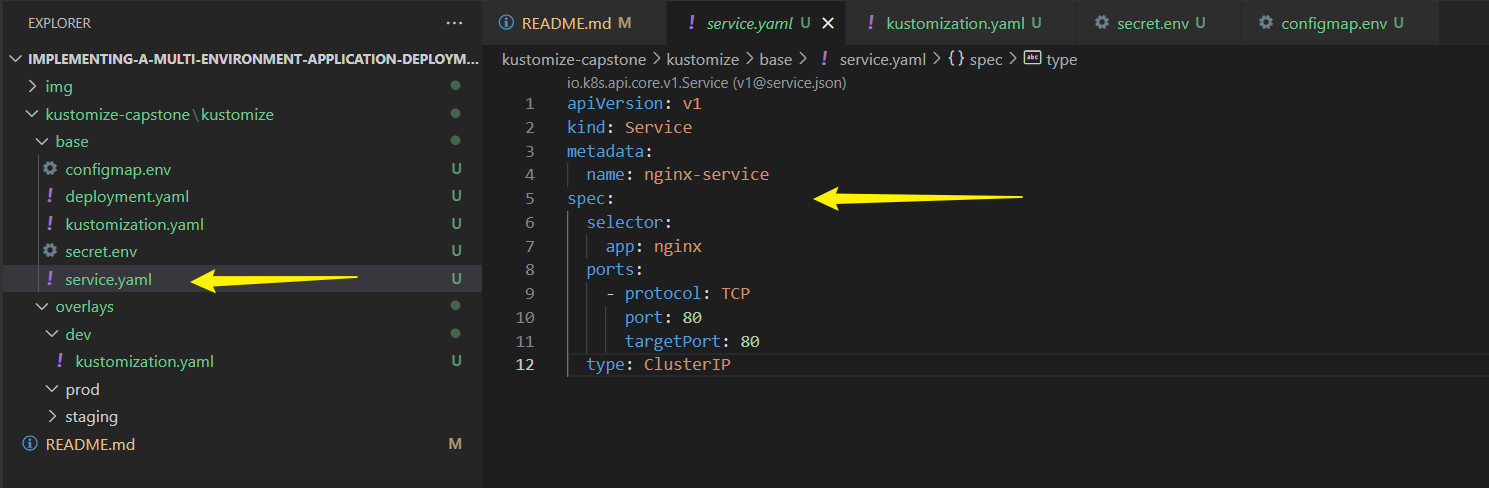 EXPLORER ...
IMPLEMENTING-A-MULTI-ENVIRONMENT-APPLICATION-DEPLOYM...
img
kustomize-capstone\kustomize
base
configmap.env U
! deployment.yaml U
! kustomization.yaml U
secret.env U
! service.yaml U
overlays
dev
! kustomization.yaml U
prod
staging
README.md M
README.md M
! service.yaml U
! kustomization.yaml U
secret.env U
configmap.env U
kustomize-capstone > kustomize > base > ! service.yaml > {} spec > abc type
io.k8s.api.core.v1.Service (v1@service.json)
1 apiVersion: v1
2 kind: Service
3 metadata:
4   name: nginx-service
5 spec:
6   selector:
7     app: nginx
8   ports:
9     - protocol: TCP
10       port: 80
11       targetPort: 80
12   type: ClusterIP